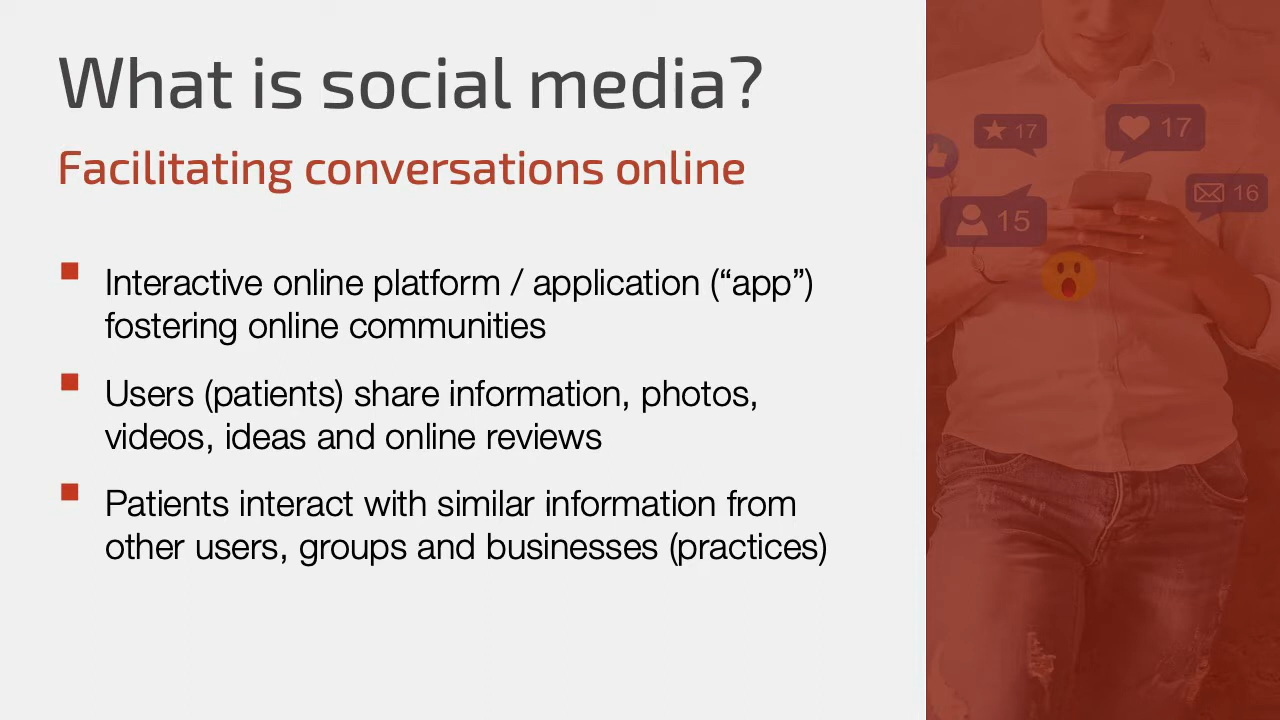 What is social media?
Facilitating conversations online
Interactive online platform / application (“app”)
fostering online communities
Users (patients) share information, photos,
videos, ideas and online reviews
Patients interact with similar information from
other users, groups and businesses (practices)
17
17
16
15